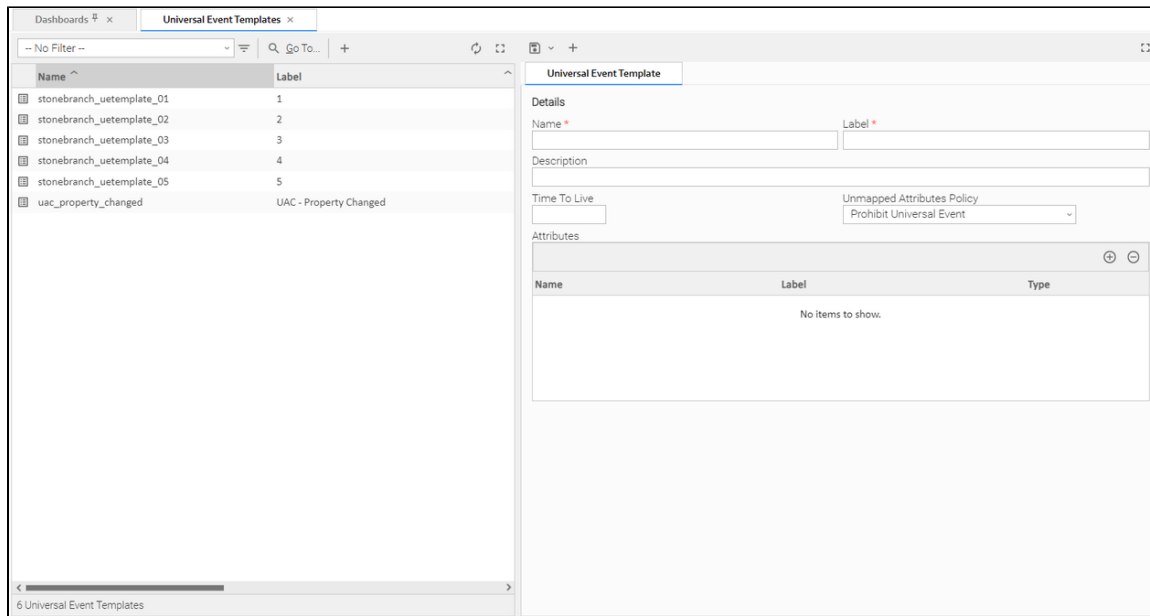 Dashboards
Universal Event Templates
-- No Filter --
Go To...
Name
Label
stonebranch_uetemplate_01
1
stonebranch_uetemplate_02
2
stonebranch_uetemplate_03
3
stonebranch_uetemplate_04
4
stonebranch_uetemplate_05
5
uac_property_changed
UAC - Property Changed
6 Universal Event Templates
Universal Event Template
Details
Name *
Label *
Description
Time To Live
Unmapped Attributes Policy
Prohibit Universal Event
Attributes
Name
Label
Type
No items to show.